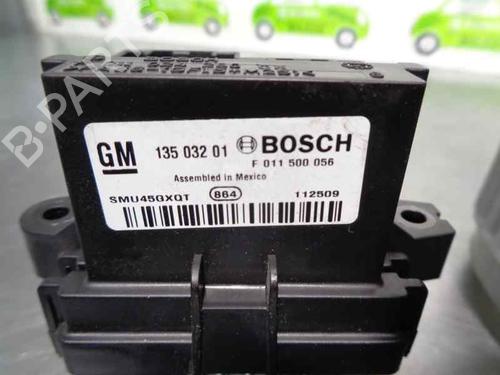 GM 135 032 01 BOSCH
F 011 500 056
Assembled in Mexico
SMU45GXQT 864 112509
B-PARTS